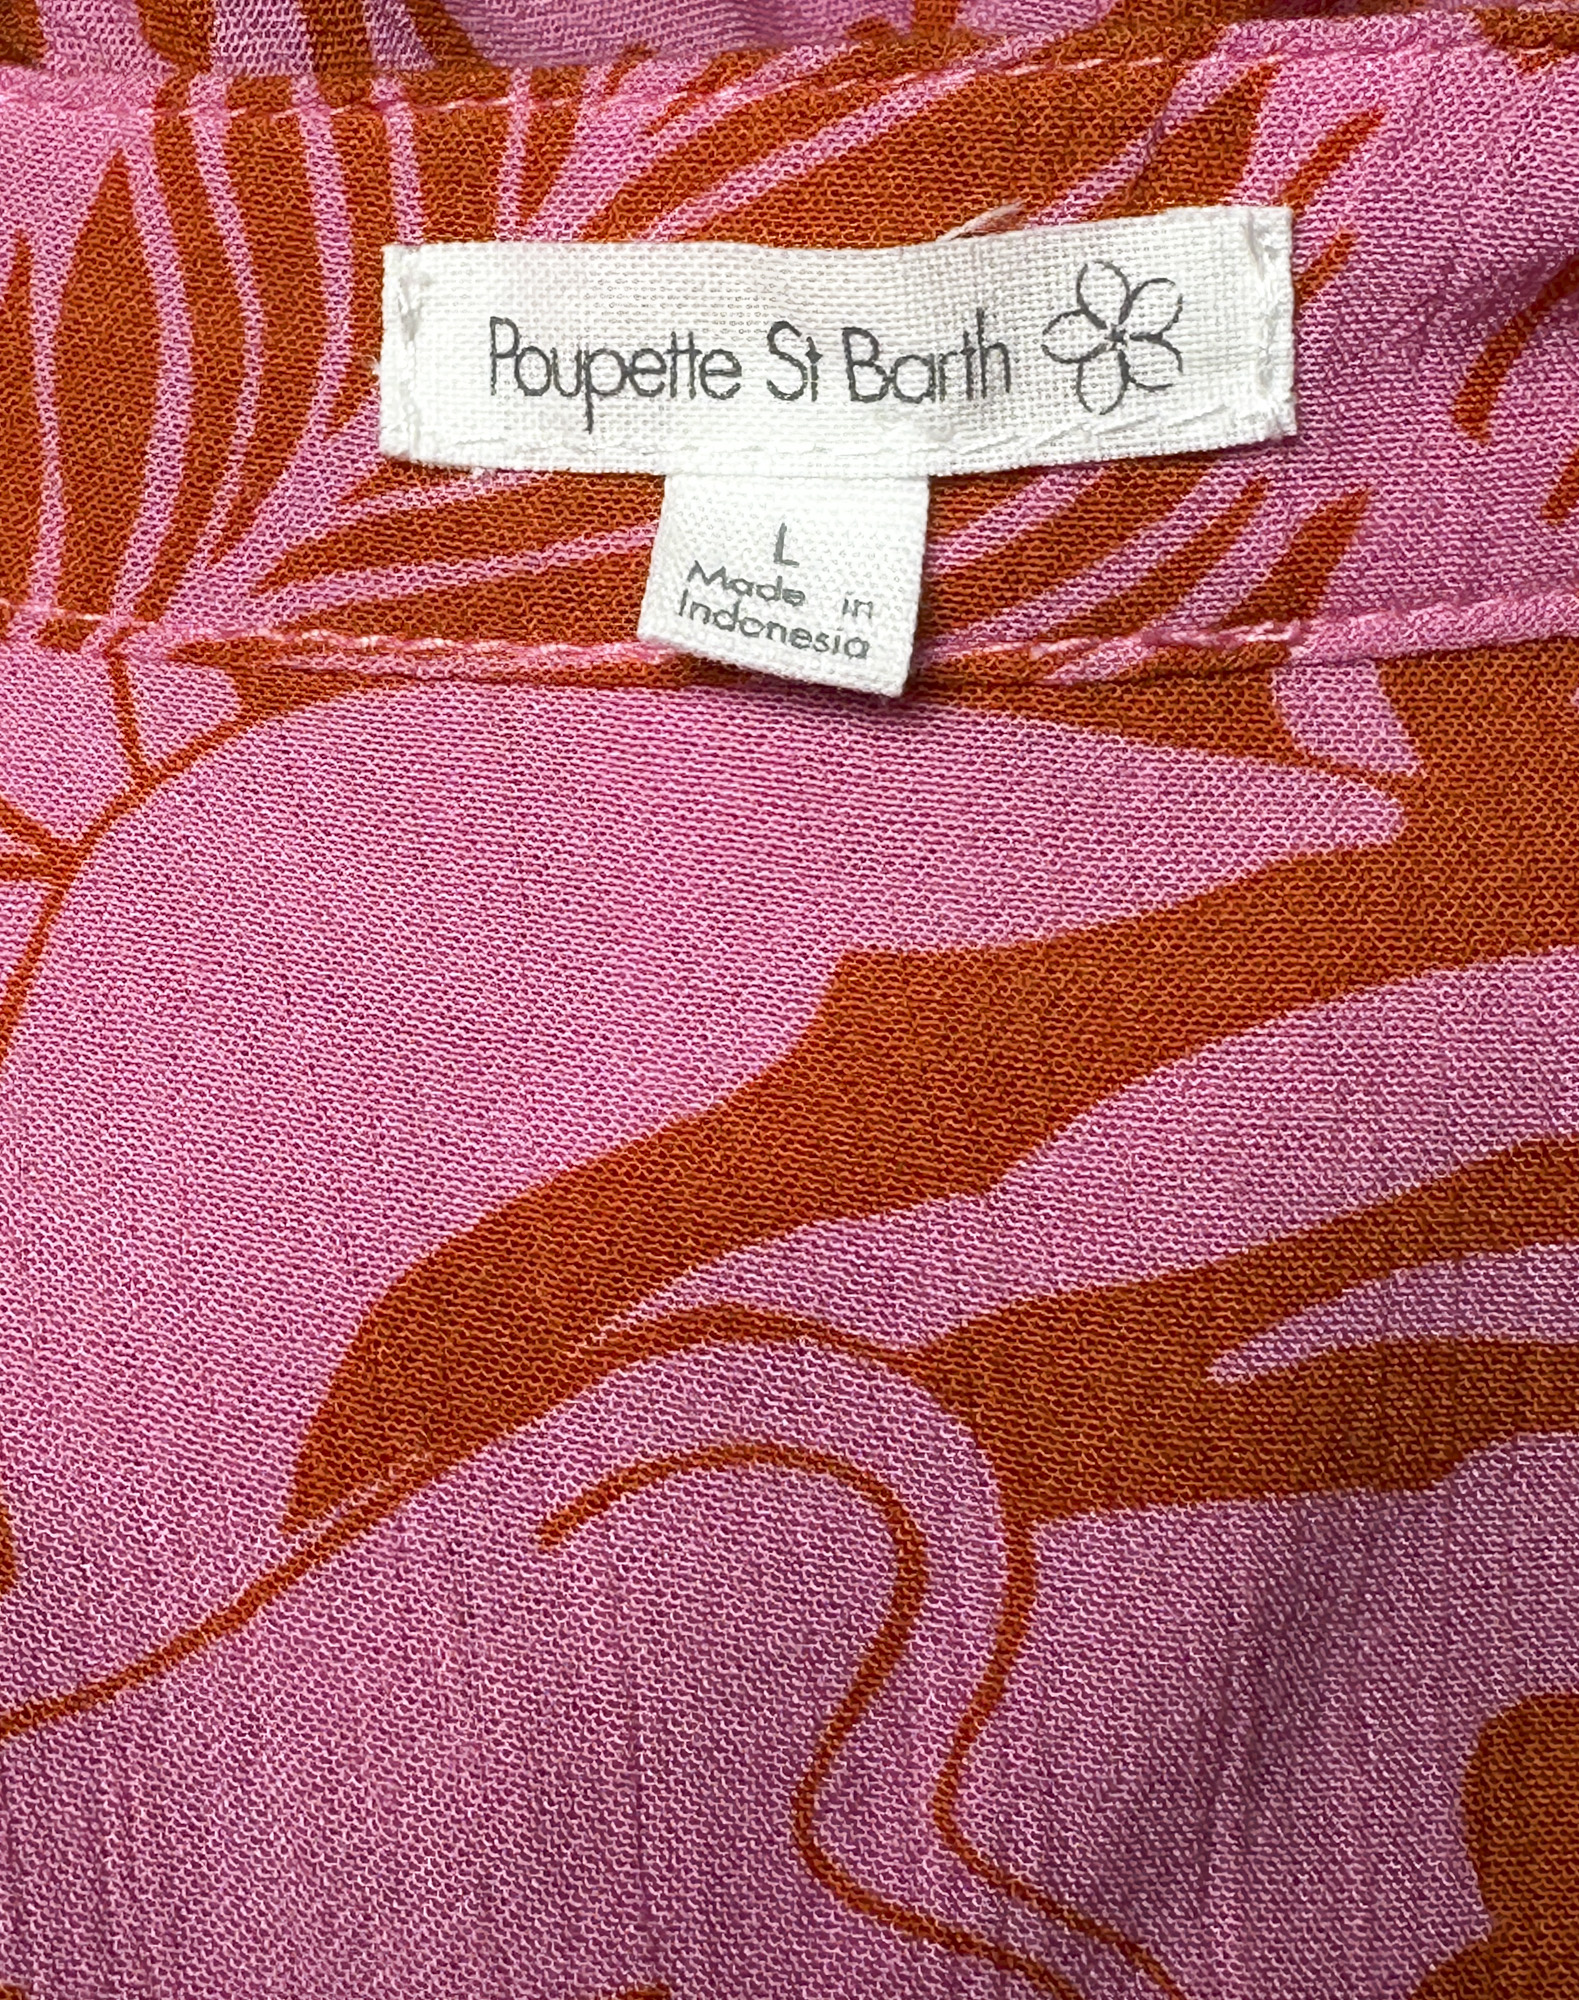 Poupette St Barth
L
Made in
Indonesia